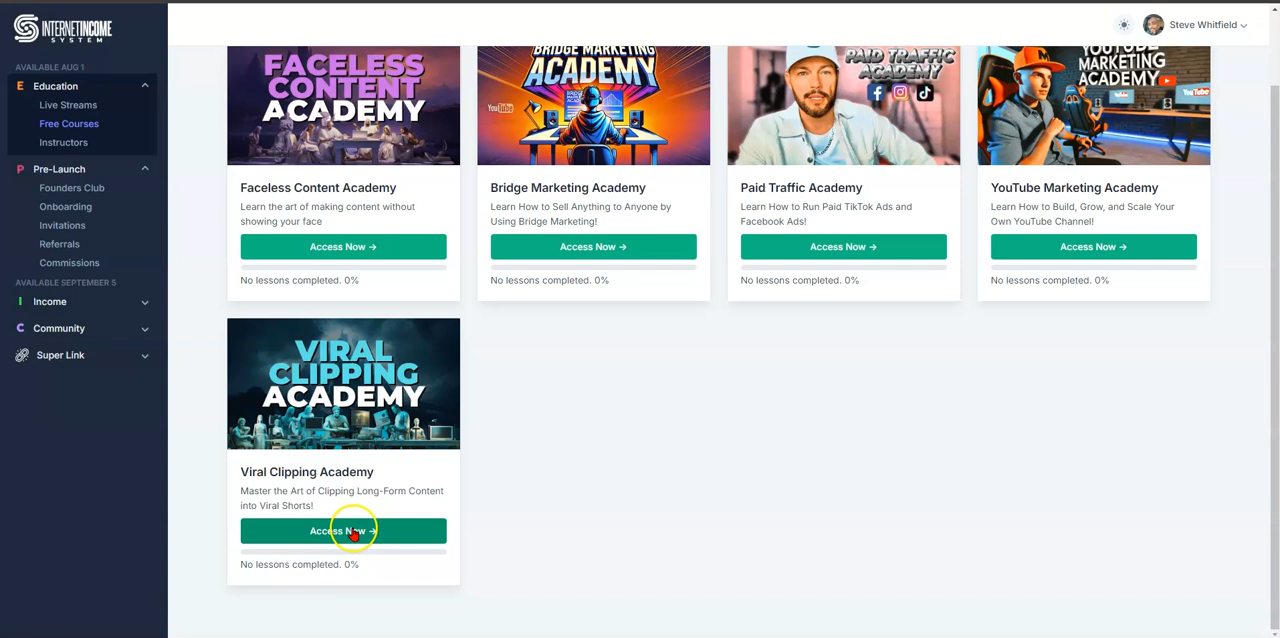 INTERNETINCOME
SYSTEM
Steve Whitfield
AVAILABLE AUG 1
E Education
Live Streams
Free Courses
Instructors
P Pre-Launch
Founders Club
Onboarding
Invitations
Referrals
Commissions
AVAILABLE SEPTEMBER 5
I Income
C Community
Super Link
FACELESS
CONTENT
ACADEMY
Faceless Content Academy
Learn the art of making content without
showing your face
Access Now →
No lessons completed. 0%
BRIDGE MARKETING
ACADEMY
YouTube
Bridge Marketing Academy
Learn How to Sell Anything to Anyone by
Using Bridge Marketing!
Access Now →
No lessons completed. 0%
PAID TRAFFIC
ACADEMY
Paid Traffic Academy
Learn How to Run Paid TikTok Ads and
Facebook Ads!
Access Now →
No lessons completed. 0%
YOUTUBE
MARKETING
ACADEMY
YouTube
YouTube Marketing Academy
Learn How to Build, Grow, and Scale Your
Own YouTube Channel!
Access Now →
No lessons completed. 0%
VIRAL
CLIPPING
ACADEMY
Viral Clipping Academy
Master the Art of Clipping Long-Form Content
into Viral Shorts!
Access Now →
No lessons completed. 0%